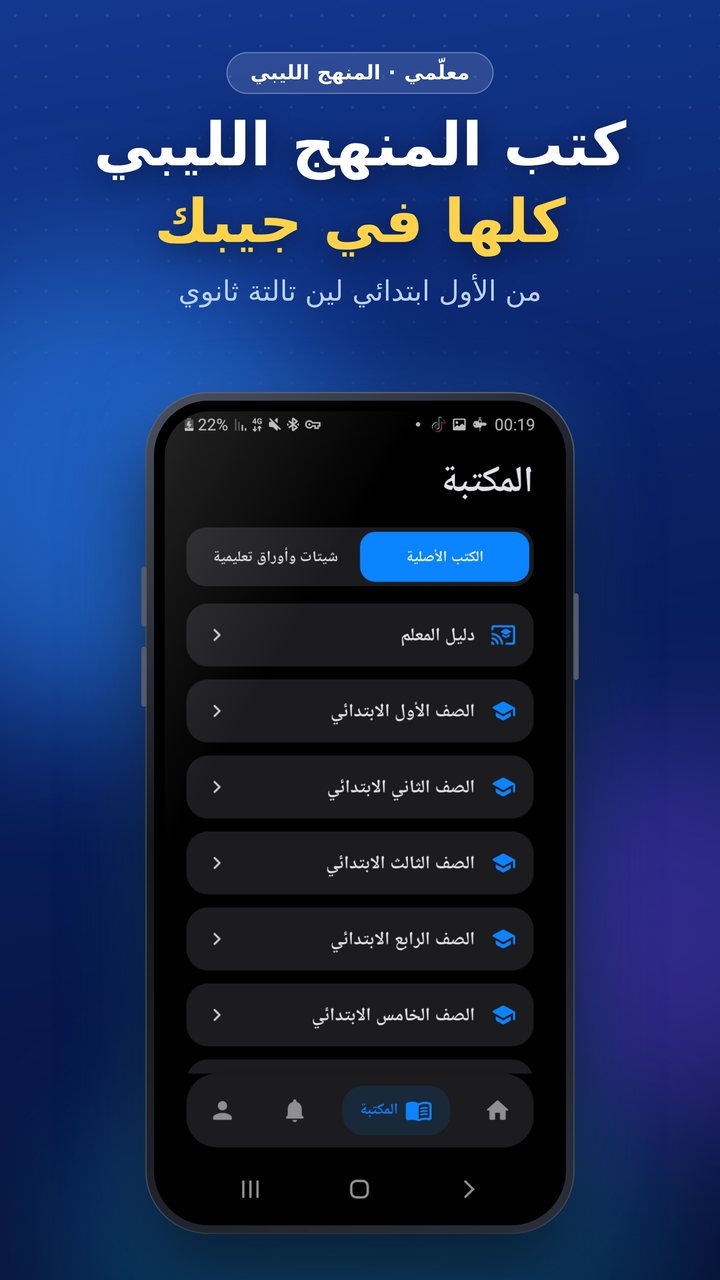 معلّمي · المنهج الليبي
كتب المنهج الليبي
كلها في جيبك
من الأول ابتدائي لين تالتة ثانوي
22% 4G 00:19
المكتبة
الكتب الأصلية
شيتات وأوراق تعليمية
دليل المعلم
الصف الأول الابتدائي
الصف الثاني الابتدائي
الصف الثالث الابتدائي
الصف الرابع الابتدائي
الصف الخامس الابتدائي
المكتبة